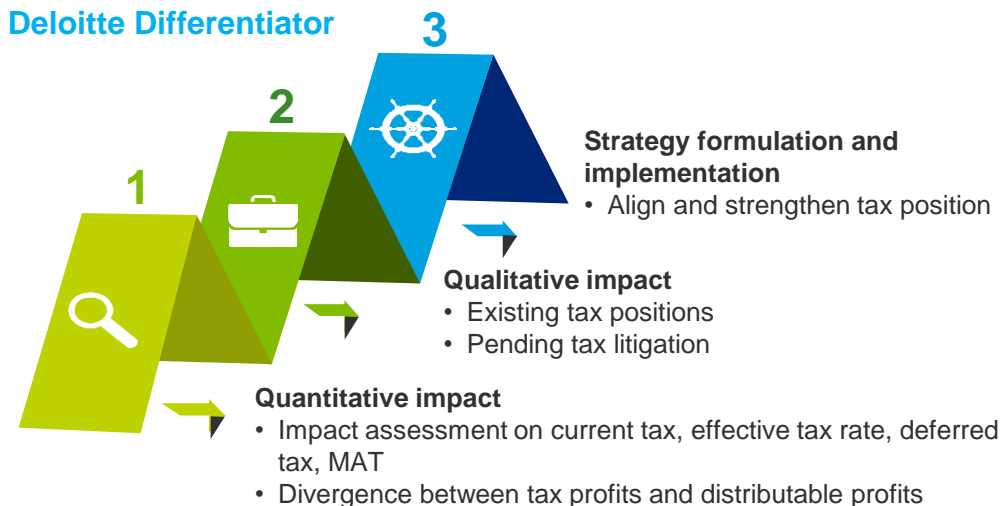 Deloitte Differentiator
3
2
1
Strategy formulation and
implementation
• Align and strengthen tax position
Qualitative impact
• Existing tax positions
• Pending tax litigation
Quantitative impact
• Impact assessment on current tax, effective tax rate, deferred
tax, MAT
• Divergence between tax profits and distributable profits